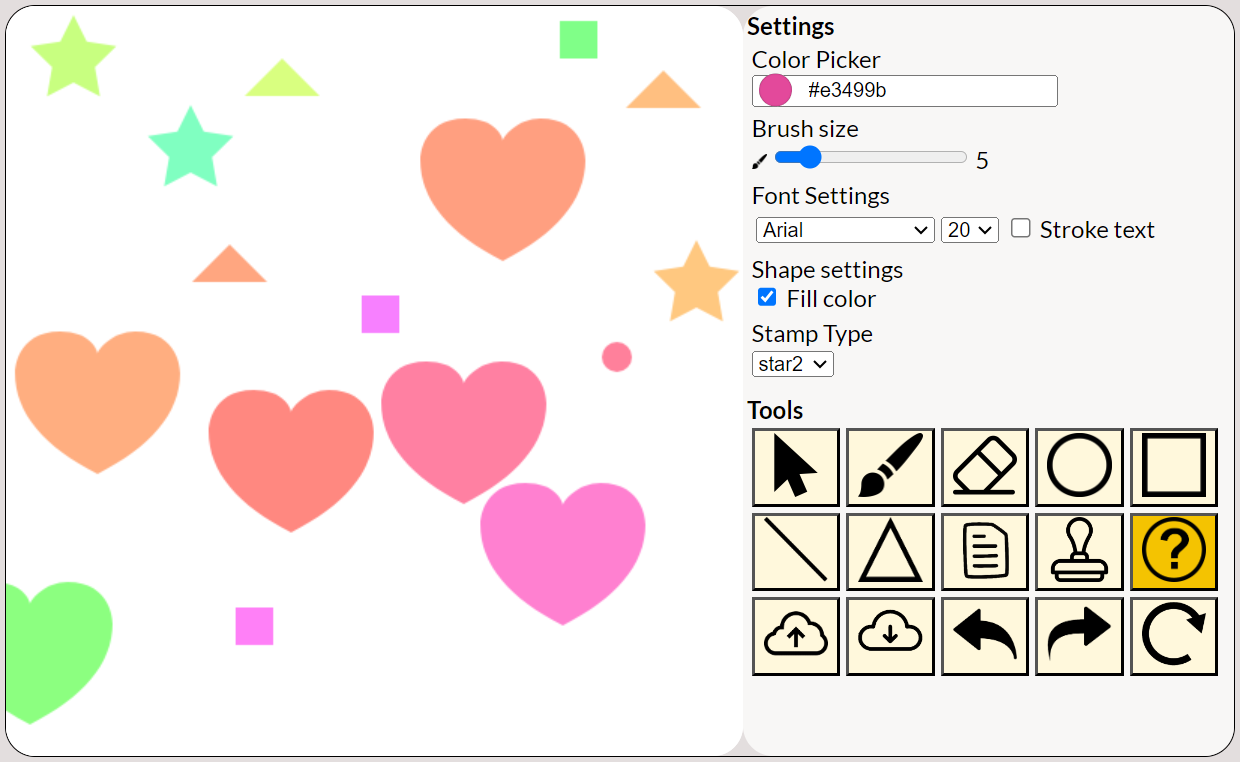 Settings
Color Picker
#e3499b
Brush size
5
Font Settings
Arial 20 Stroke text
Shape settings
Fill color
Stamp Type
star2
Tools
?